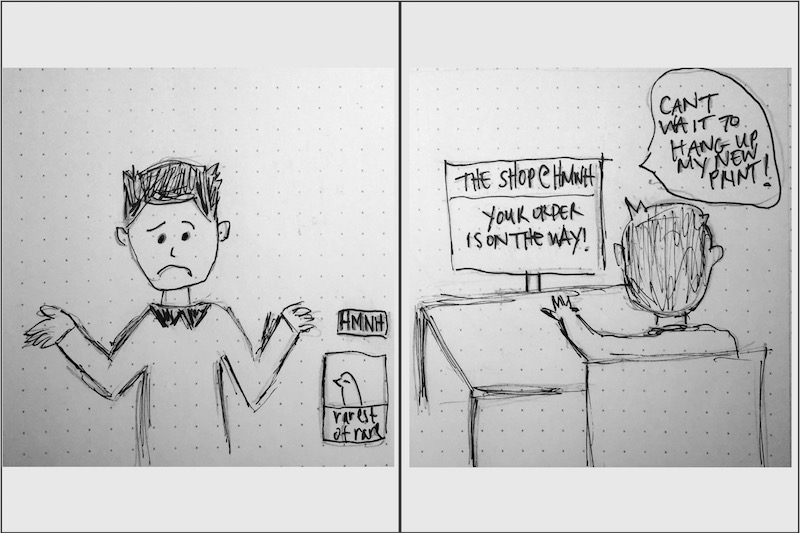 HMNH
rarest
of rare
THE SHOP@HMNH
YOUR ORDER
IS ON THE WAY!
CAN'T
WAIT TO
HANG UP
MY NEW
PRINT!